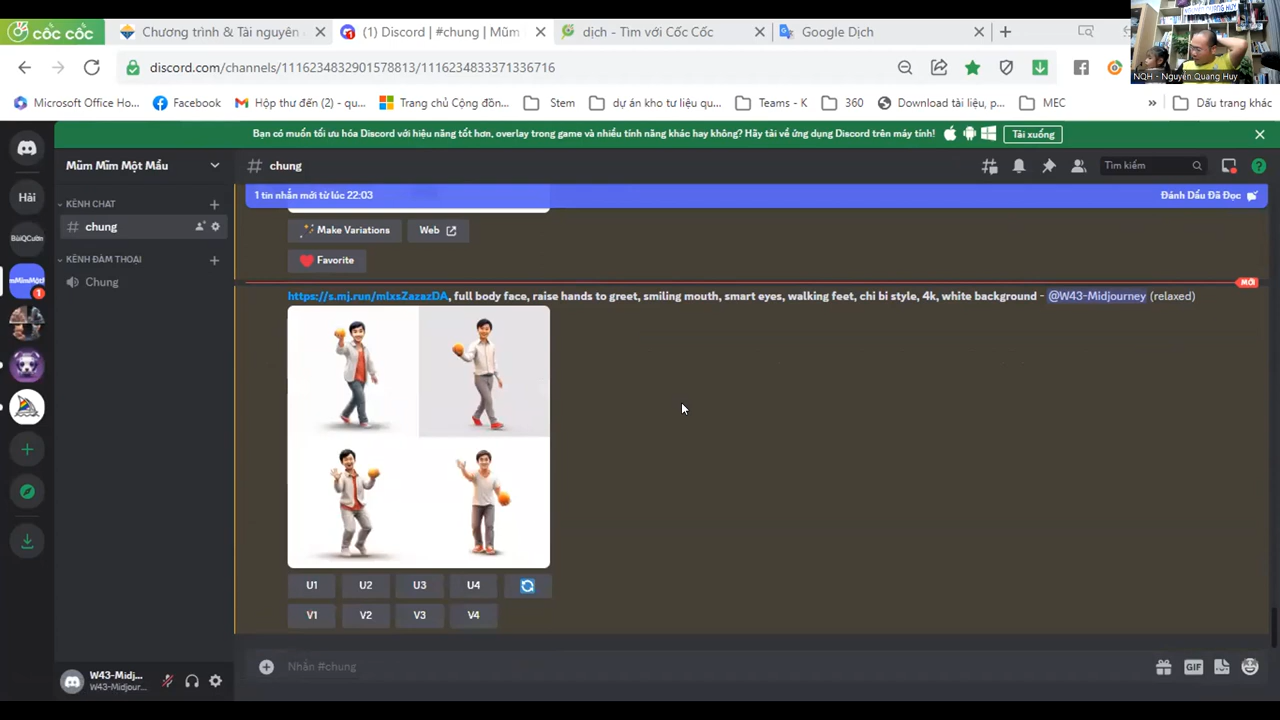 cốc cốc
Chương trình & Tài nguyên
(1) Discord | #chung | Mũm
dịch - Tìm với Cốc Cốc
Google Dịch
NQH - Nguyễn Quang Huy
discord.com/channels/1116234832901578813/1116234833371336716
Microsoft Office Ho...
Facebook
Hộp thư đến (2) - qu...
Trang chủ Cộng đồn...
Stem
dự án kho tư liệu qu...
Teams - K
360
Download tài liệu, p...
MEC
»
Dấu trang khác
Bạn có muốn tối ưu hóa Discord với hiệu năng tốt hơn, overlay trong game và nhiều tính năng khác hay không? Hãy tải về ứng dụng Discord trên máy tính!
Tải xuống
Mũm Mĩm Một Mẩu
# chung
Tìm kiếm
1 tin nhắn mới từ lúc 22:03
Đánh Dấu Đã Đọc
Hải
KÊNH CHAT
# chung
BùiQCườn
KÊNH ĐÀM THOẠI
Chung
1
Make Variations
Web
Favorite
MỚI
https://s.mj.run/mlxsZazazDA, full body face, raise hands to greet, smiling mouth, smart eyes, walking feet, chi bi style, 4k, white background - @W43-Midjourney (relaxed)
U1
U2
U3
U4
V1
V2
V3
V4
W43-Midj...
W43-Midjour...
Nhắn #chung
GIF